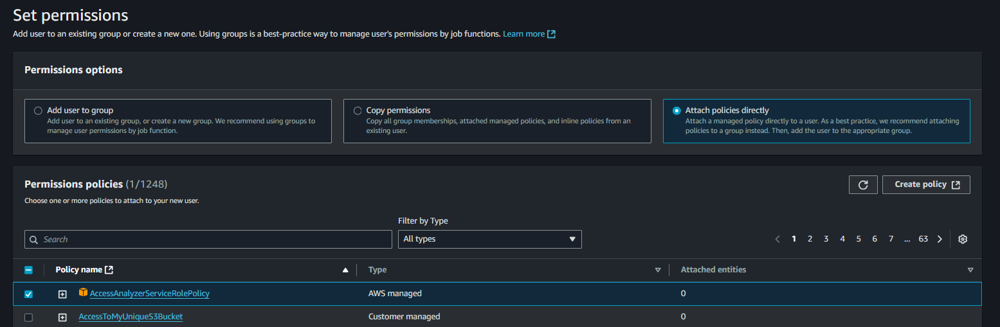 Set permissions
Add user to an existing group or create a new one. Using groups is a best-practice way to manage user's permissions by job functions. Learn more
Permissions options
Add user to group
Add user to an existing group, or create a new group. We recommend using groups to
manage user permissions by job function.
Copy permissions
Copy all group memberships, attached managed policies, and inline policies from an
existing user.
Attach policies directly
Attach a managed policy directly to a user. As a best practice, we recommend attaching
policies to a group instead. Then, add the user to the appropriate group.
Permissions policies (1/1248)
Create policy
Choose one or more policies to attach to your new user.
Filter by Type
Search
All types
1 2 3 4 5 6 7 ... 63
Policy name Type Attached entities
AccessAnalyzerServiceRolePolicy AWS managed 0
AccessToMyUniqueS3Bucket Customer managed 0